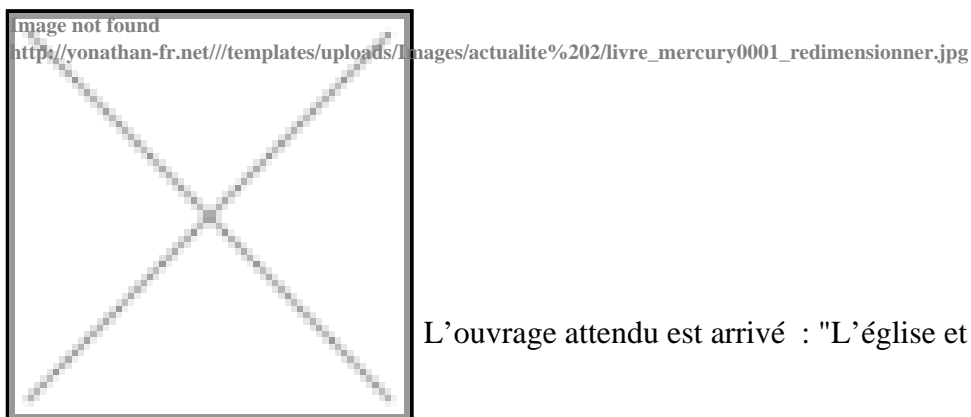 Image not found
http://yonathan-fr.net///templates/uploads/Images/actualite%202/livre_mercury0001_redimensionner.jpg
L’ouvrage attendu est arrivé : "L’église et